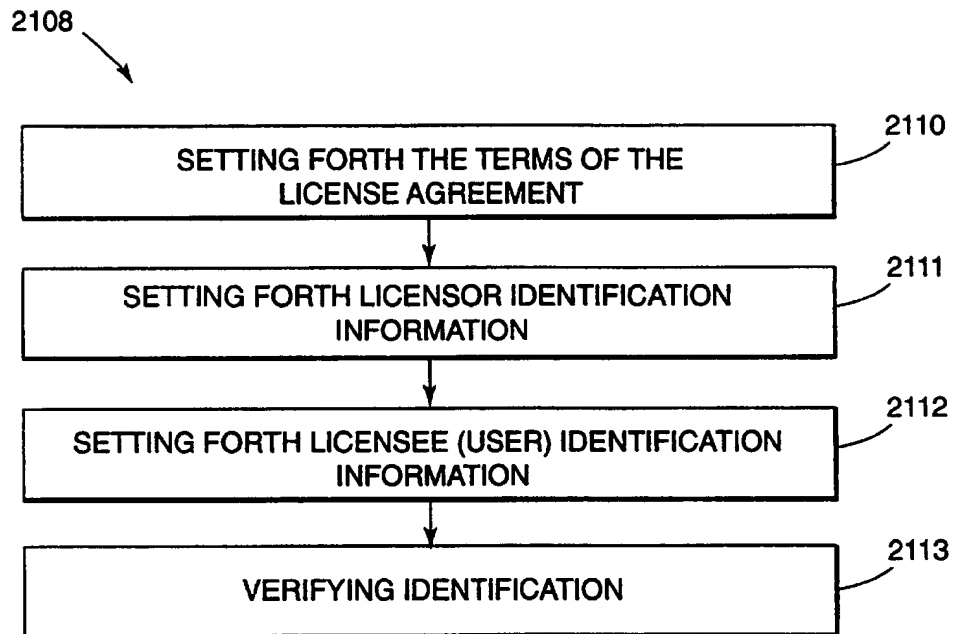 2108
2110
SETTING FORTH THE TERMS OF THE
LICENSE AGREEMENT
2111
SETTING FORTH LICENSOR IDENTIFICATION
INFORMATION
2112
SETTING FORTH LICENSEE (USER) IDENTIFICATION
INFORMATION
2113
VERIFYING IDENTIFICATION